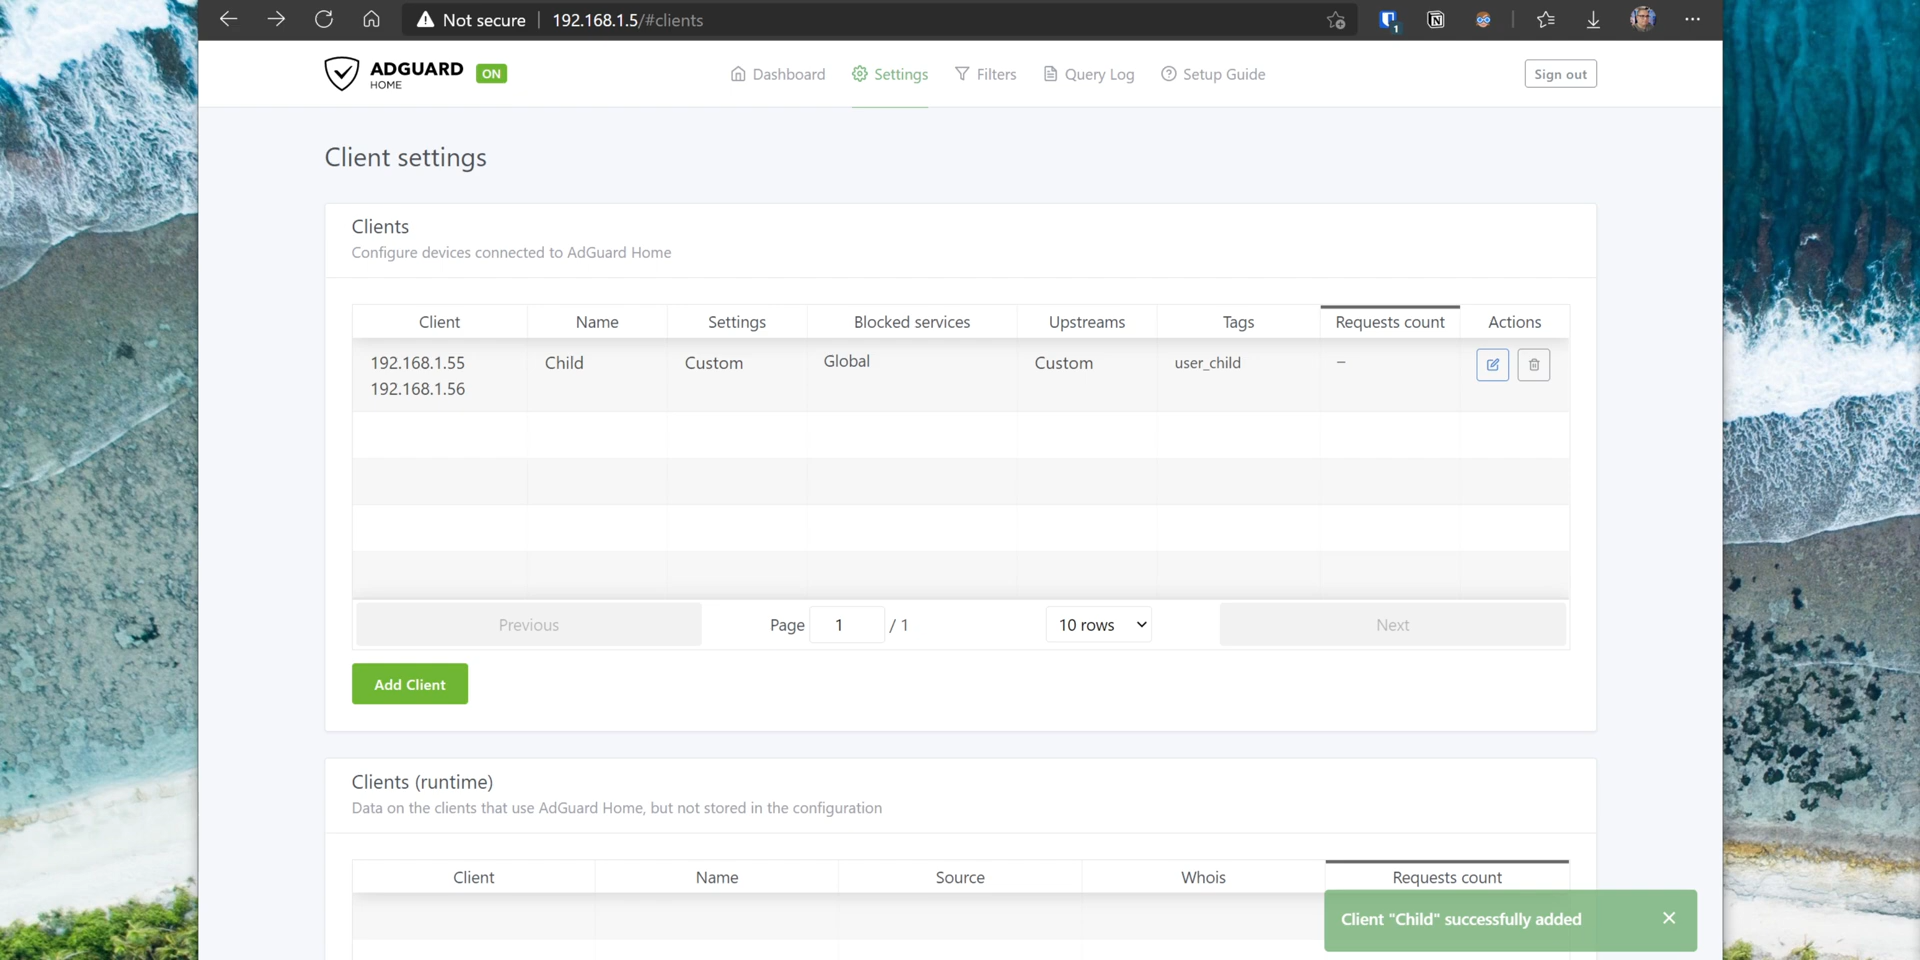 Not secure
192.168.1.5/#clients
1
ADGUARD
HOME
ON
Dashboard
Settings
Filters
Query Log
Setup Guide
Sign out
Client settings
Clients
Configure devices connected to AdGuard Home
Client
Name
Settings
Blocked services
Upstreams
Tags
Requests count
Actions
192.168.1.55
192.168.1.56
Child
Custom
Global
Custom
user_child
–
Previous
Page 1 / 1
10 rows
Next
Add Client
Clients (runtime)
Data on the clients that use AdGuard Home, but not stored in the configuration
Client
Name
Source
Whois
Requests count
Client "Child" successfully added